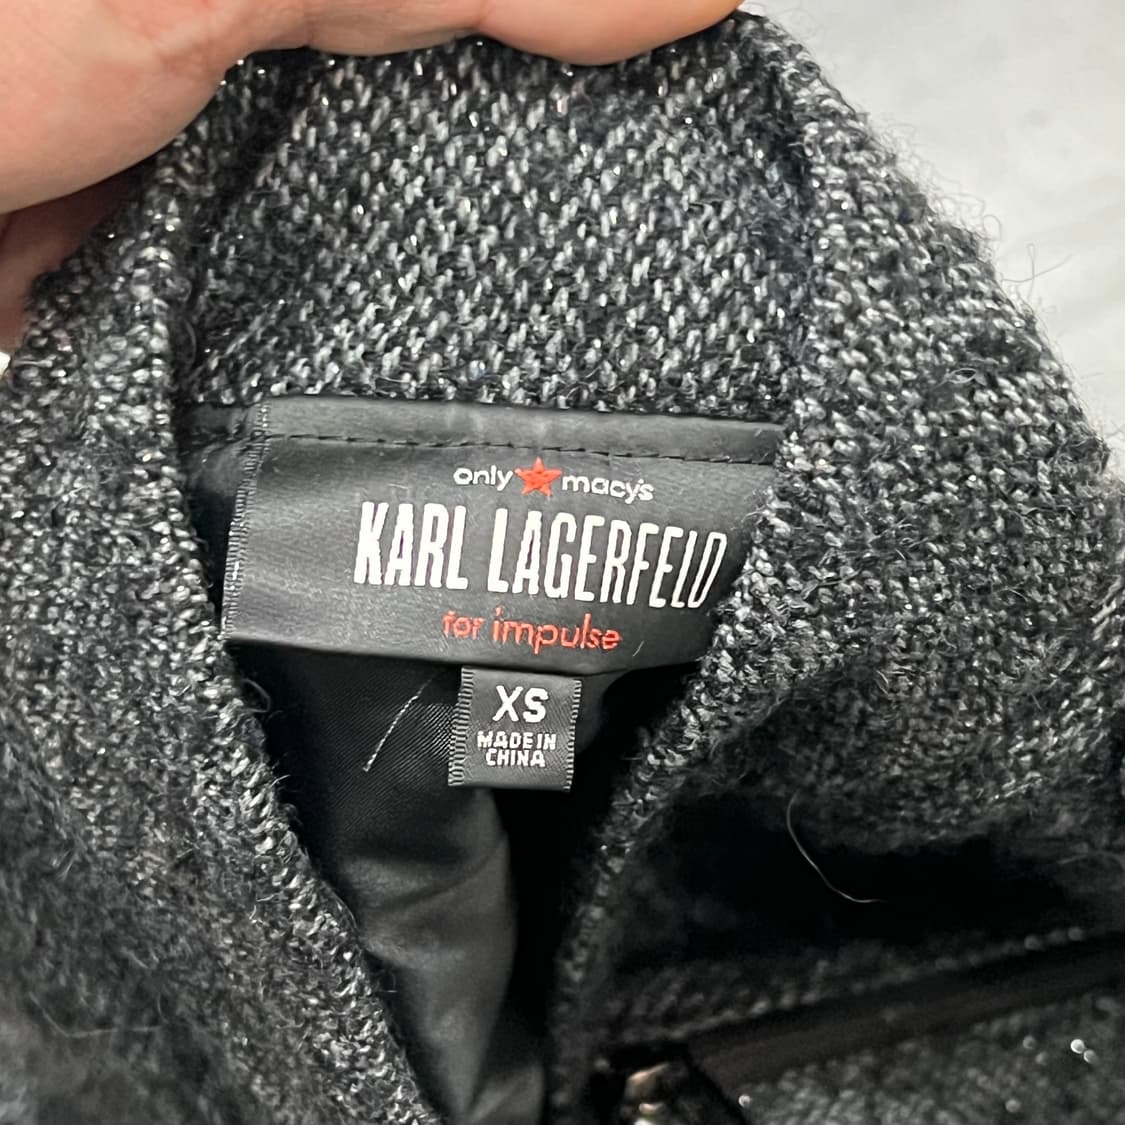 only ★ macy's
KARL LAGERFELD
for impulse
XS
MADE IN
CHINA